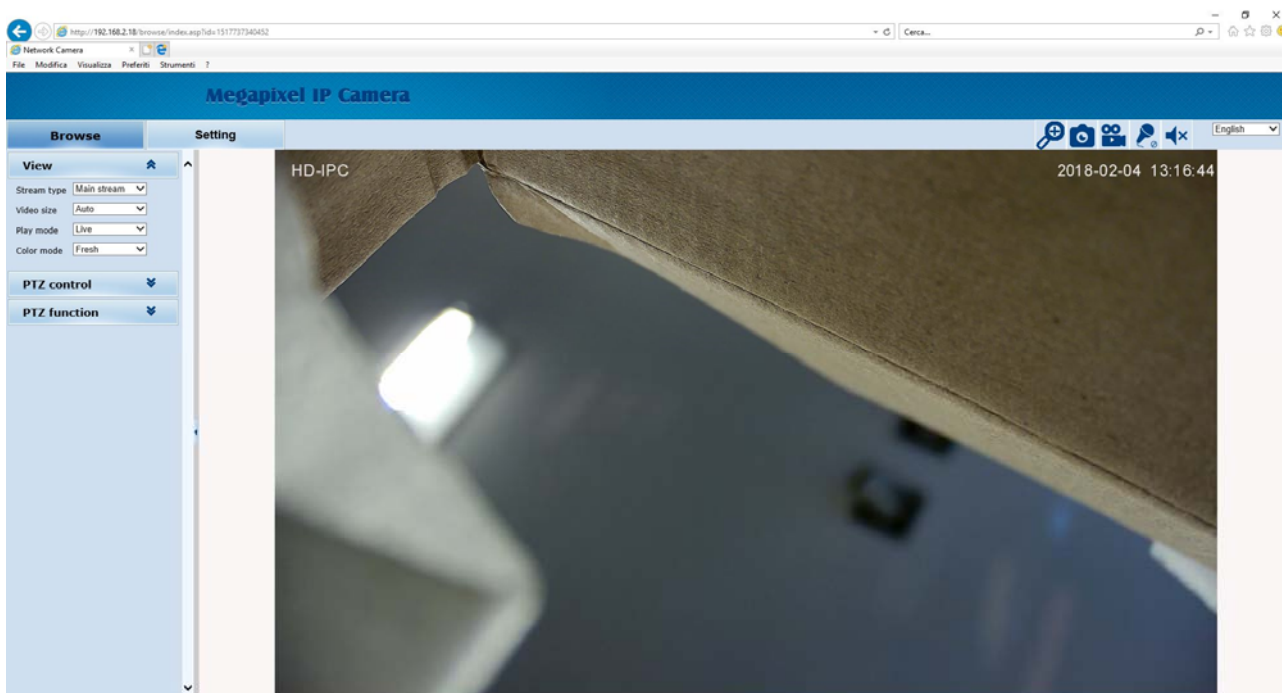 http://192.168.2.18/browse/index.asp?id=1517737340452
Cerca...
Network Camera
File Modifica Visualizza Preferiti Strumenti ?
Megapixel IP Camera
Browse Setting
English
View
Stream type Main stream
Video size Auto
Play mode Live
Color mode Fresh
PTZ control
PTZ function
HD-IPC
2018-02-04 13:16:44